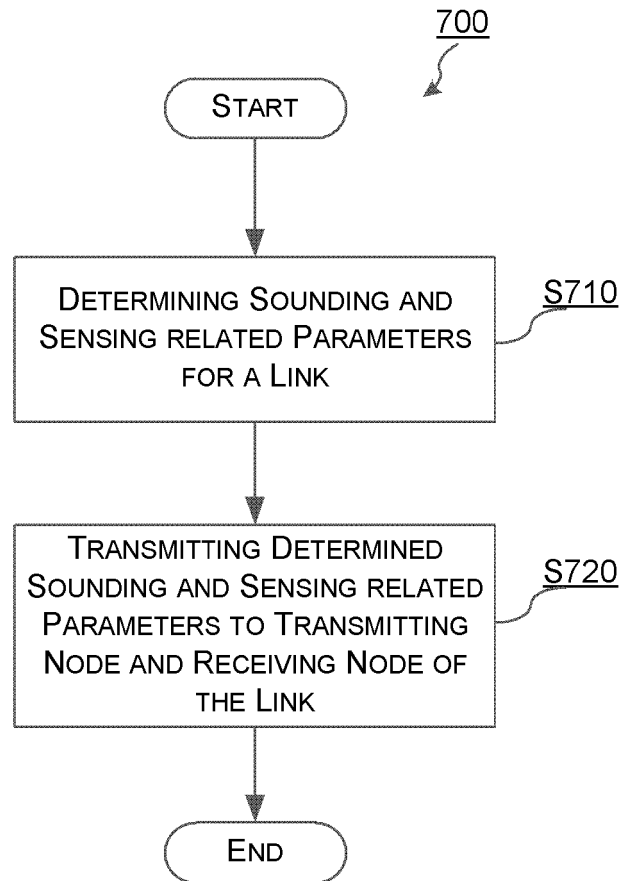 700
START
DETERMINING SOUNDING AND
SENSING RELATED PARAMETERS
FOR A LINK
S710
TRANSMITTING DETERMINED
SOUNDING AND SENSING RELATED
PARAMETERS TO TRANSMITTING
NODE AND RECEIVING NODE OF
THE LINK
S720
END